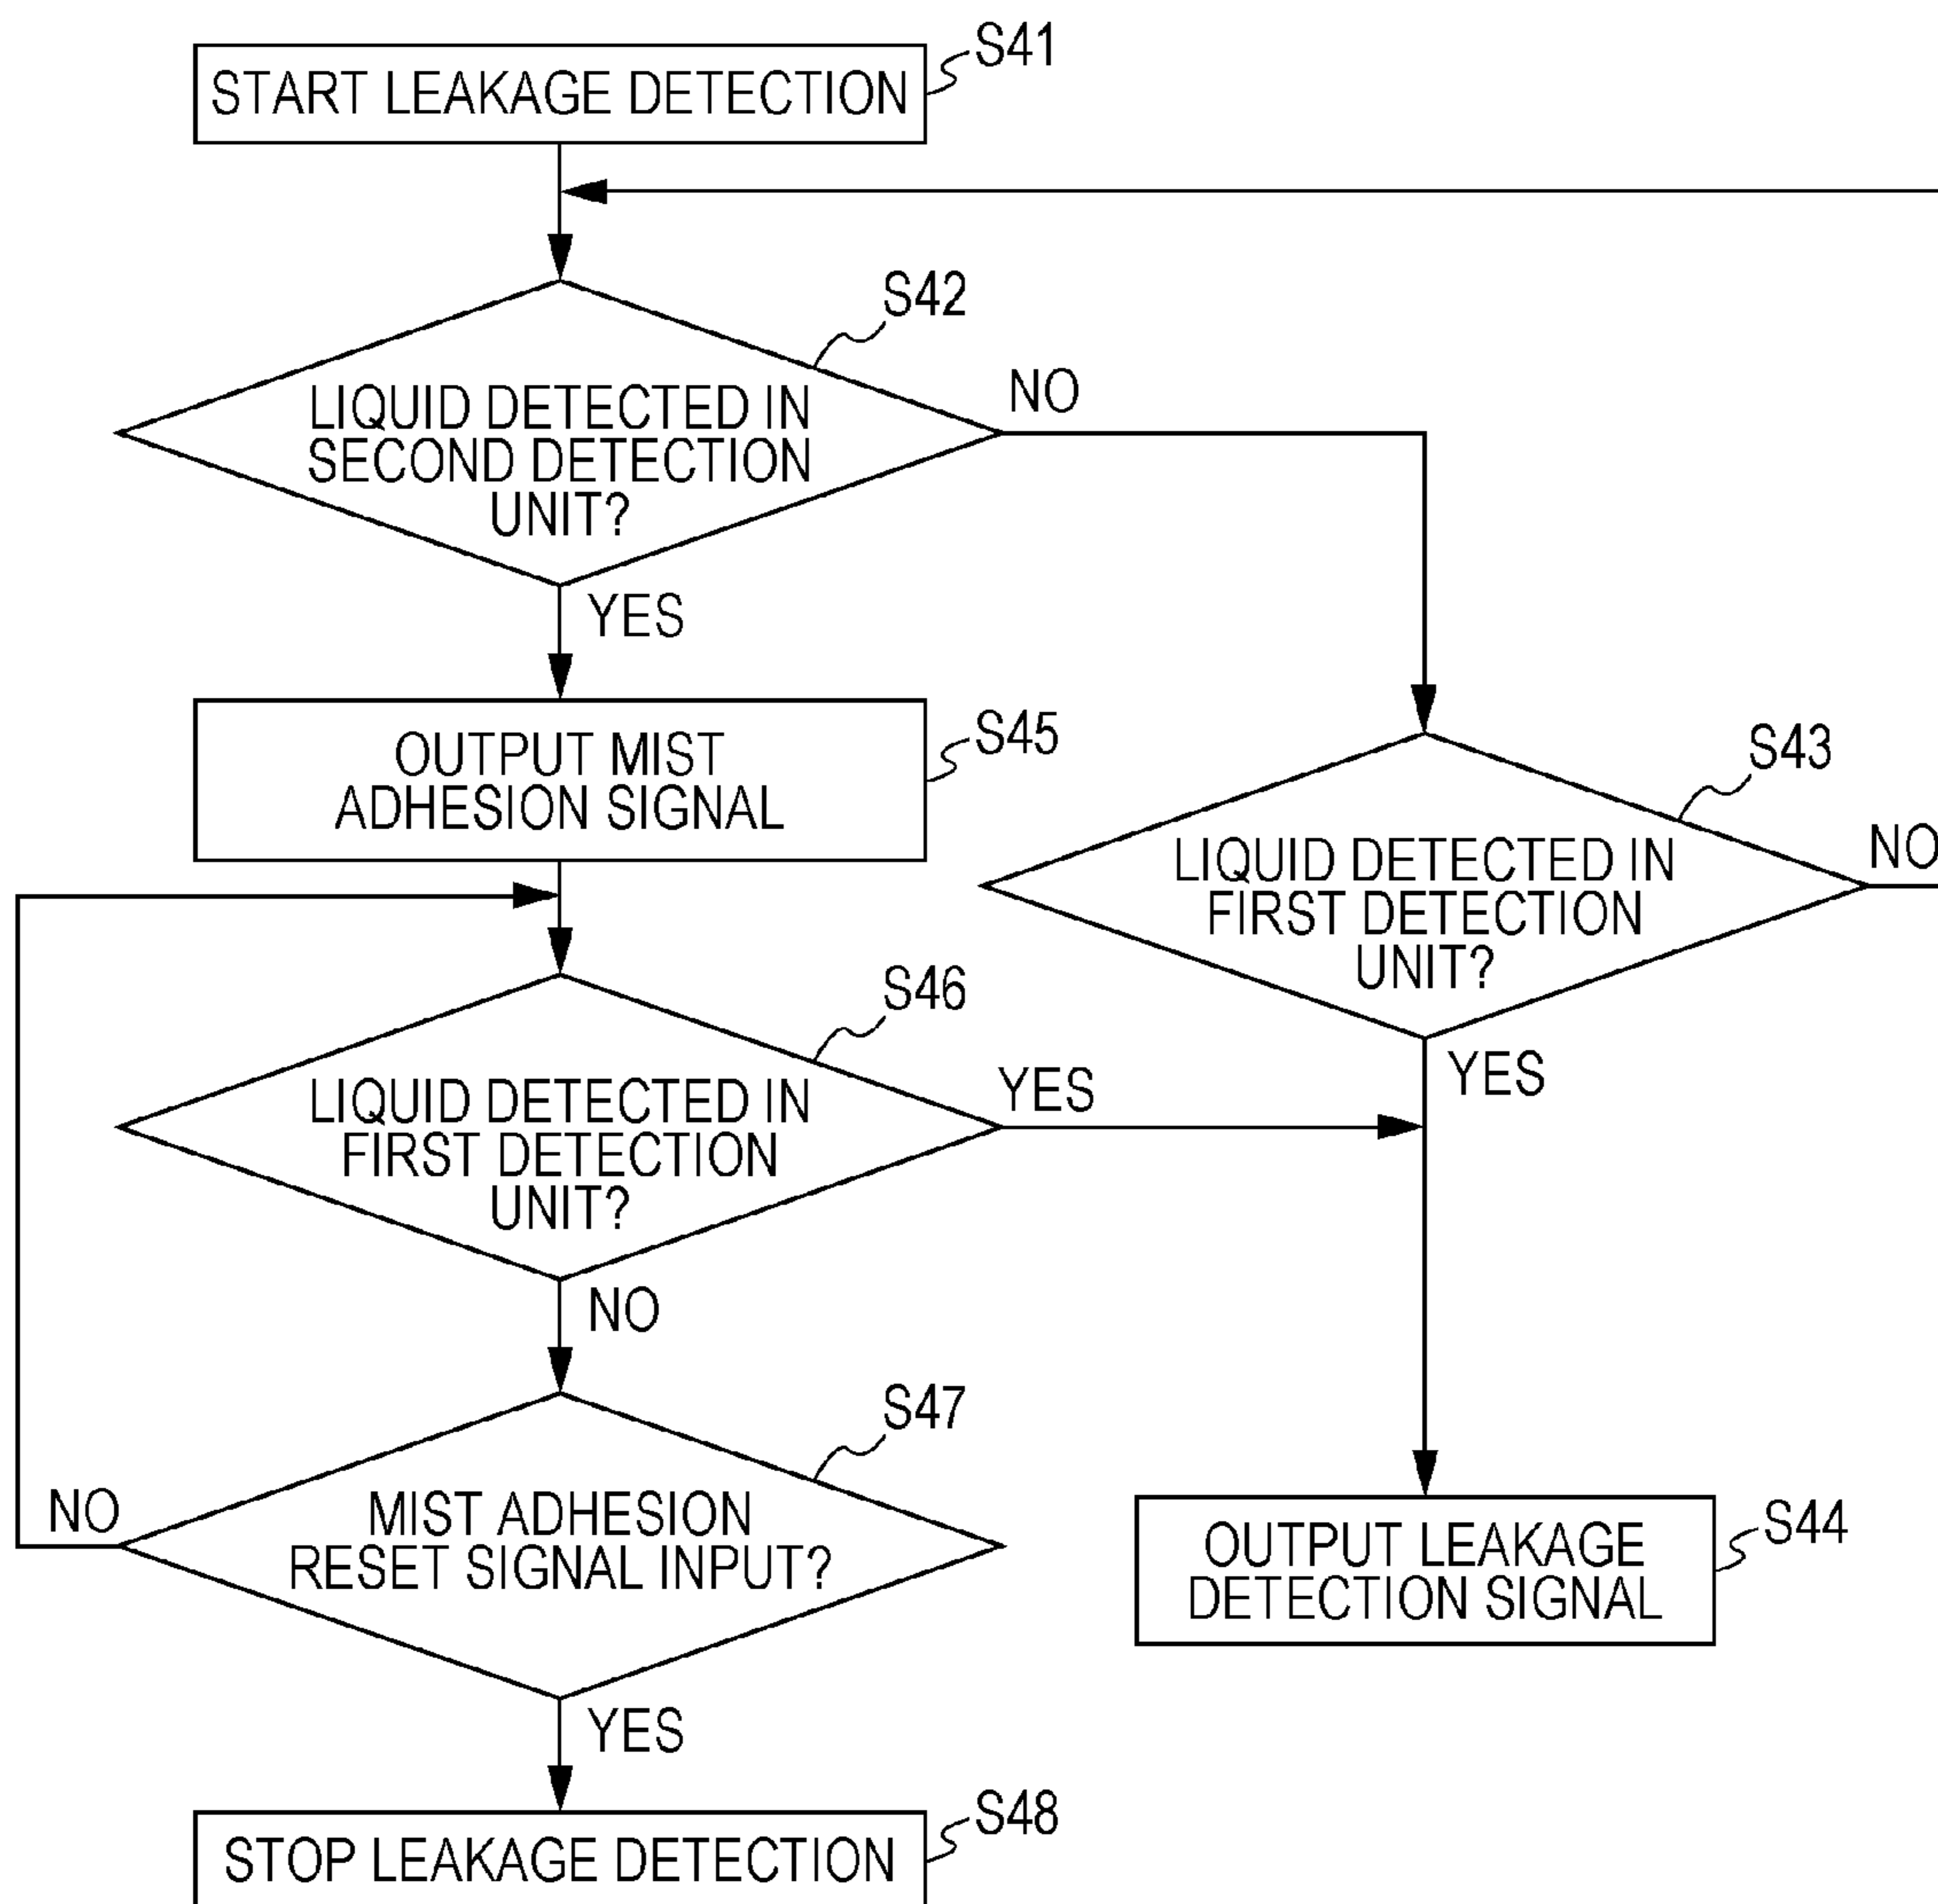 START LEAKAGE DETECTION
S41
S42
LIQUID DETECTED IN
SECOND DETECTION
UNIT?
NO
YES
OUTPUT MIST
ADHESION SIGNAL
S45
S43
LIQUID DETECTED IN
FIRST DETECTION
UNIT?
NO
YES
S46
LIQUID DETECTED IN
FIRST DETECTION
UNIT?
YES
NO
S47
MIST ADHESION
RESET SIGNAL INPUT?
NO
YES
OUTPUT LEAKAGE
DETECTION SIGNAL
S44
STOP LEAKAGE DETECTION
S48